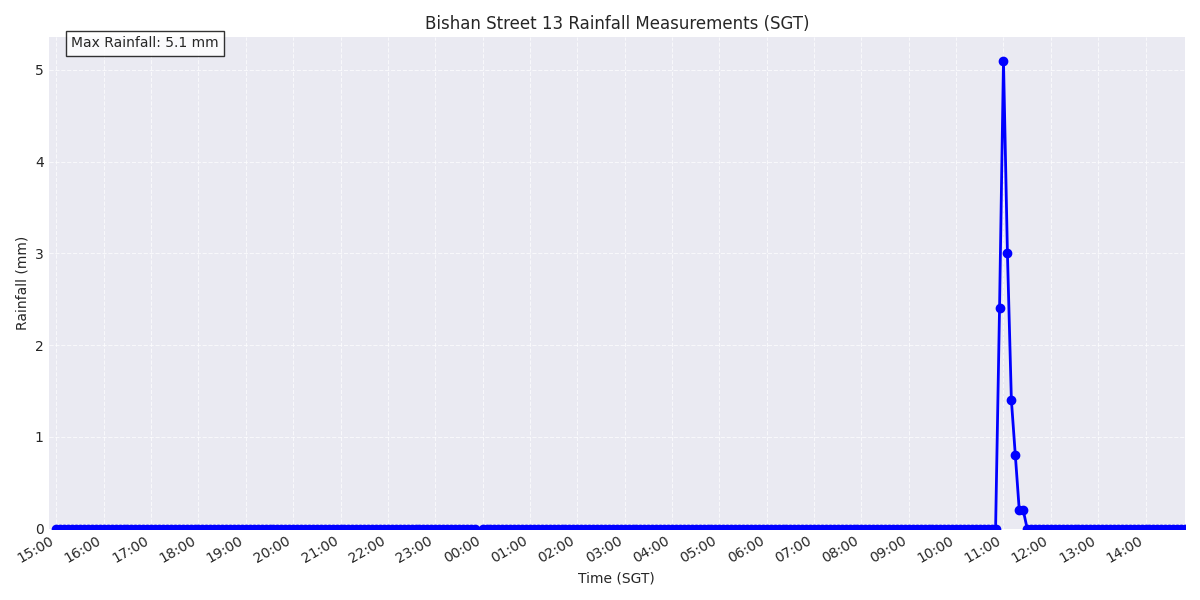 Bishan Street 13 Rainfall Measurements (SGT)
Max Rainfall: 5.1 mm
Rainfall (mm)
5
4
3
2
1
0
15:00 16:00 17:00 18:00 19:00 20:00 21:00 22:00 23:00 00:00 01:00 02:00 03:00 04:00 05:00 06:00 07:00 08:00 09:00 10:00 11:00 12:00 13:00 14:00
Time (SGT)